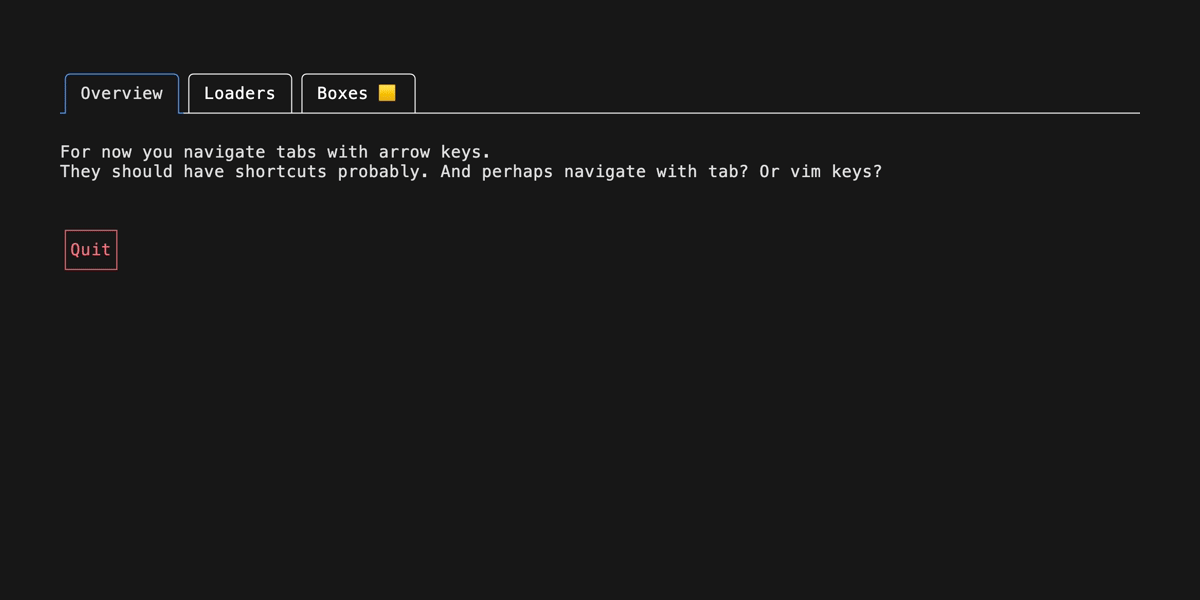 Overview Loaders Boxes 🟨
For now you navigate tabs with arrow keys.
They should have shortcuts probably. And perhaps navigate with tab? Or vim keys?
Quit